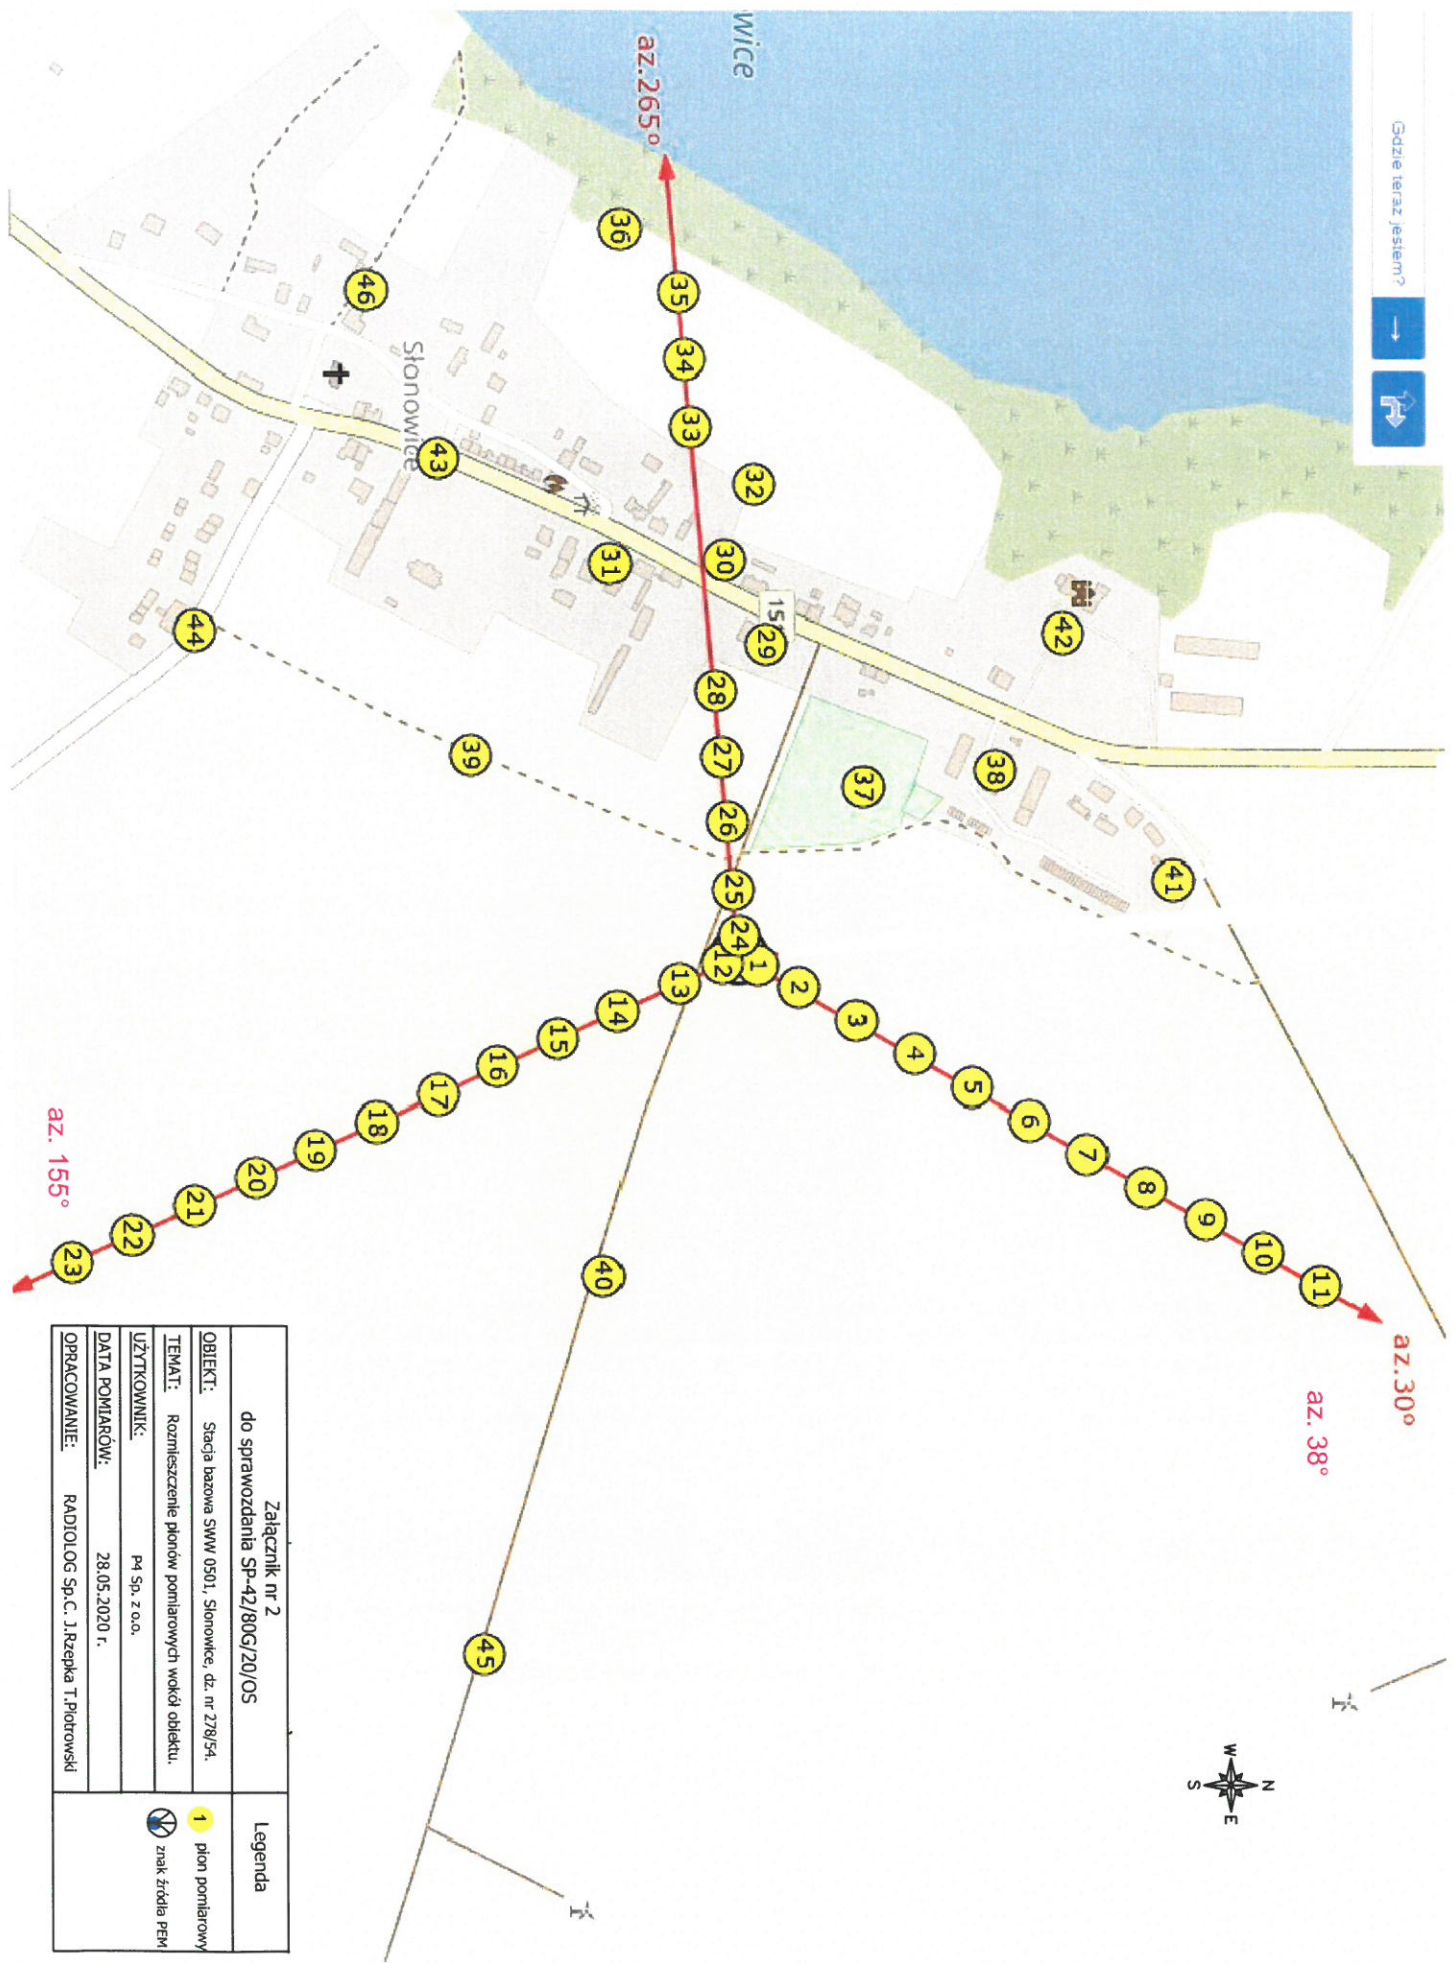 Gdzie teraz jestem?
wice
az.265°
az.30°
az. 38°
az. 155°
Słonowice
15
N
W
E
S
1
2
3
4
5
6
7
8
9
10
11
12
13
14
15
16
17
18
19
20
21
22
23
24
25
26
27
28
29
30
31
32
33
34
35
36
37
38
39
40
41
42
43
44
45
46
Załącznik nr 2
do sprawozdania SP-42/80G/20/OS
OBIEKT: Stacja bazowa SWW 0501, Słonowice, dz. nr 278/54.
TEMAT: Rozmieszczenie pionów pomiarowych wokół obiektu.
UŻYTKOWNIK: P4 Sp. z o.o.
DATA POMIARÓW: 28.05.2020 r.
OPRACOWANIE: RADIOLOG Sp.C. J.Rzepka T.Piotrowski
Legenda
1 pion pomiarowy
znak źródła PEM